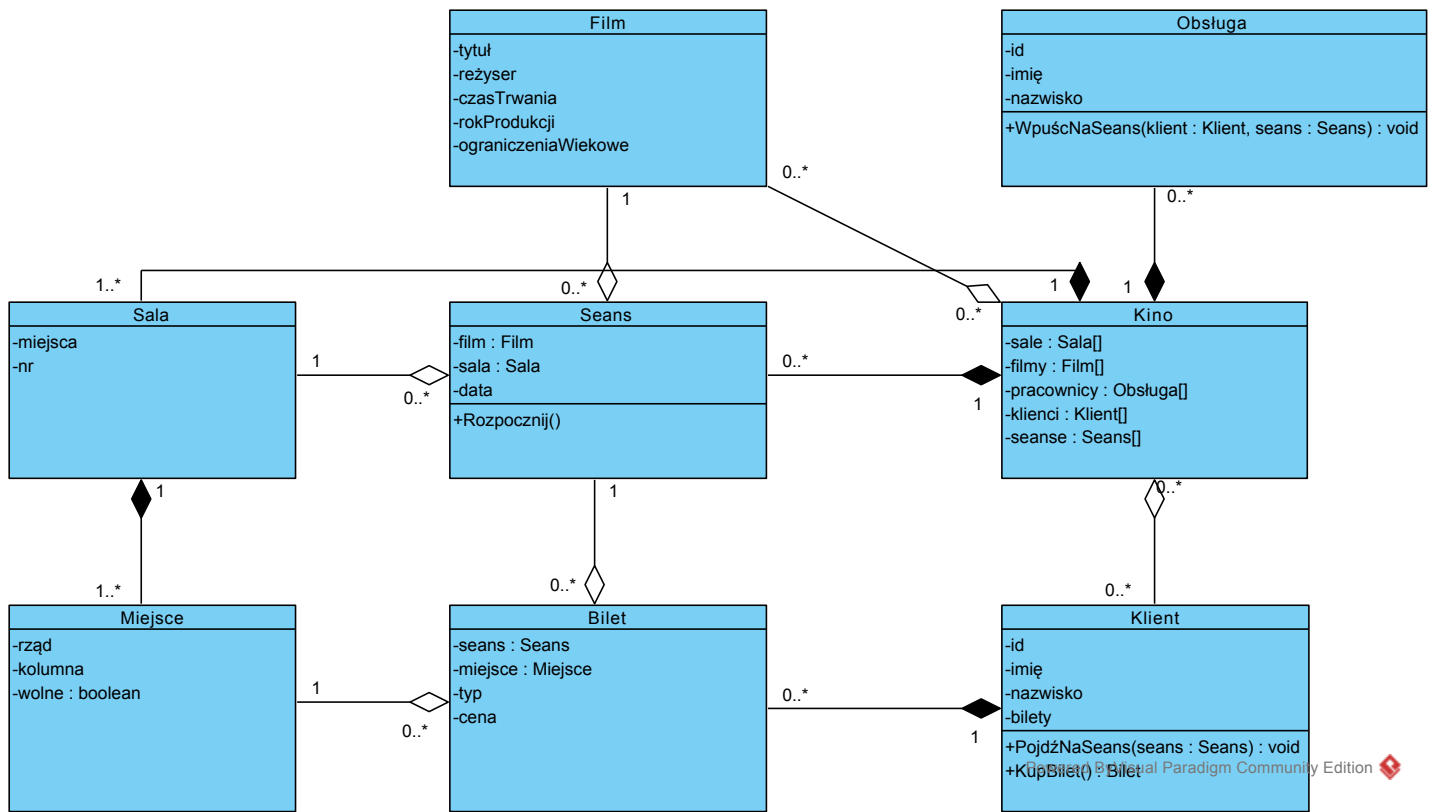 Film
-tytuł
-reżyser
-czasTrwania
-rokProdukcji
-ograniczeniaWiekowe
Obsługa
-id
-imię
-nazwisko
+WpuśćNaSeans(klient : Klient, seans : Seans) : void
1
0..*
0..*
0..*
0..*
1..*
1
1
0..*
Sala
-miejsca
-nr
1
0..*
Seans
-film : Film
-sala : Sala
-data
+Rozpocznij()
0..*
1
Kino
-sale : Sala[]
-filmy : Film[]
-pracownicy : Obsługa[]
-klienci : Klient[]
-seanse : Seans[]
1
1..*
1
0..*
0..*
0..*
Miejsce
-rząd
-kolumna
-wolne : boolean
1
0..*
Bilet
-seans : Seans
-miejsce : Miejsce
-typ
-cena
0..*
1
Klient
-id
-imię
-nazwisko
-bilety
+PojdźNaSeans(seans : Seans) : void
+KupBilet() : Bilet
Powered By Visual Paradigm Community Edition